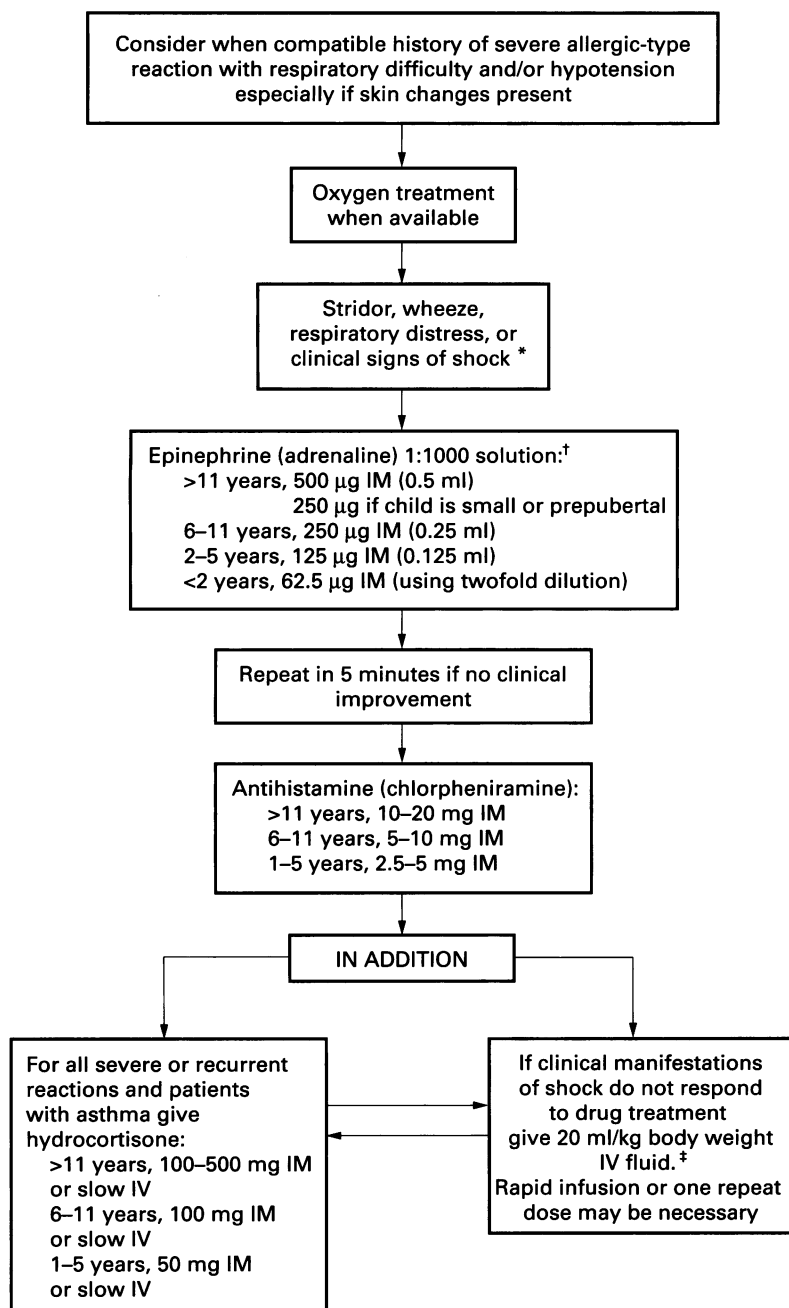 Consider when compatible history of severe allergic-type
reaction with respiratory difficulty and/or hypotension
especially if skin changes present
Oxygen treatment
when available
Stridor, wheeze,
respiratory distress, or
clinical signs of shock *
Epinephrine (adrenaline) 1:1000 solution:†
>11 years, 500 μg IM (0.5 ml)
250 μg if child is small or prepubertal
6–11 years, 250 μg IM (0.25 ml)
2–5 years, 125 μg IM (0.125 ml)
<2 years, 62.5 μg IM (using twofold dilution)
Repeat in 5 minutes if no clinical
improvement
Antihistamine (chlorpheniramine):
>11 years, 10–20 mg IM
6–11 years, 5–10 mg IM
1–5 years, 2.5–5 mg IM
IN ADDITION
For all severe or recurrent
reactions and patients
with asthma give
hydrocortisone:
>11 years, 100–500 mg IM
or slow IV
6–11 years, 100 mg IM
or slow IV
1–5 years, 50 mg IM
or slow IV
If clinical manifestations
of shock do not respond
to drug treatment
give 20 ml/kg body weight
IV fluid.‡
Rapid infusion or one repeat
dose may be necessary